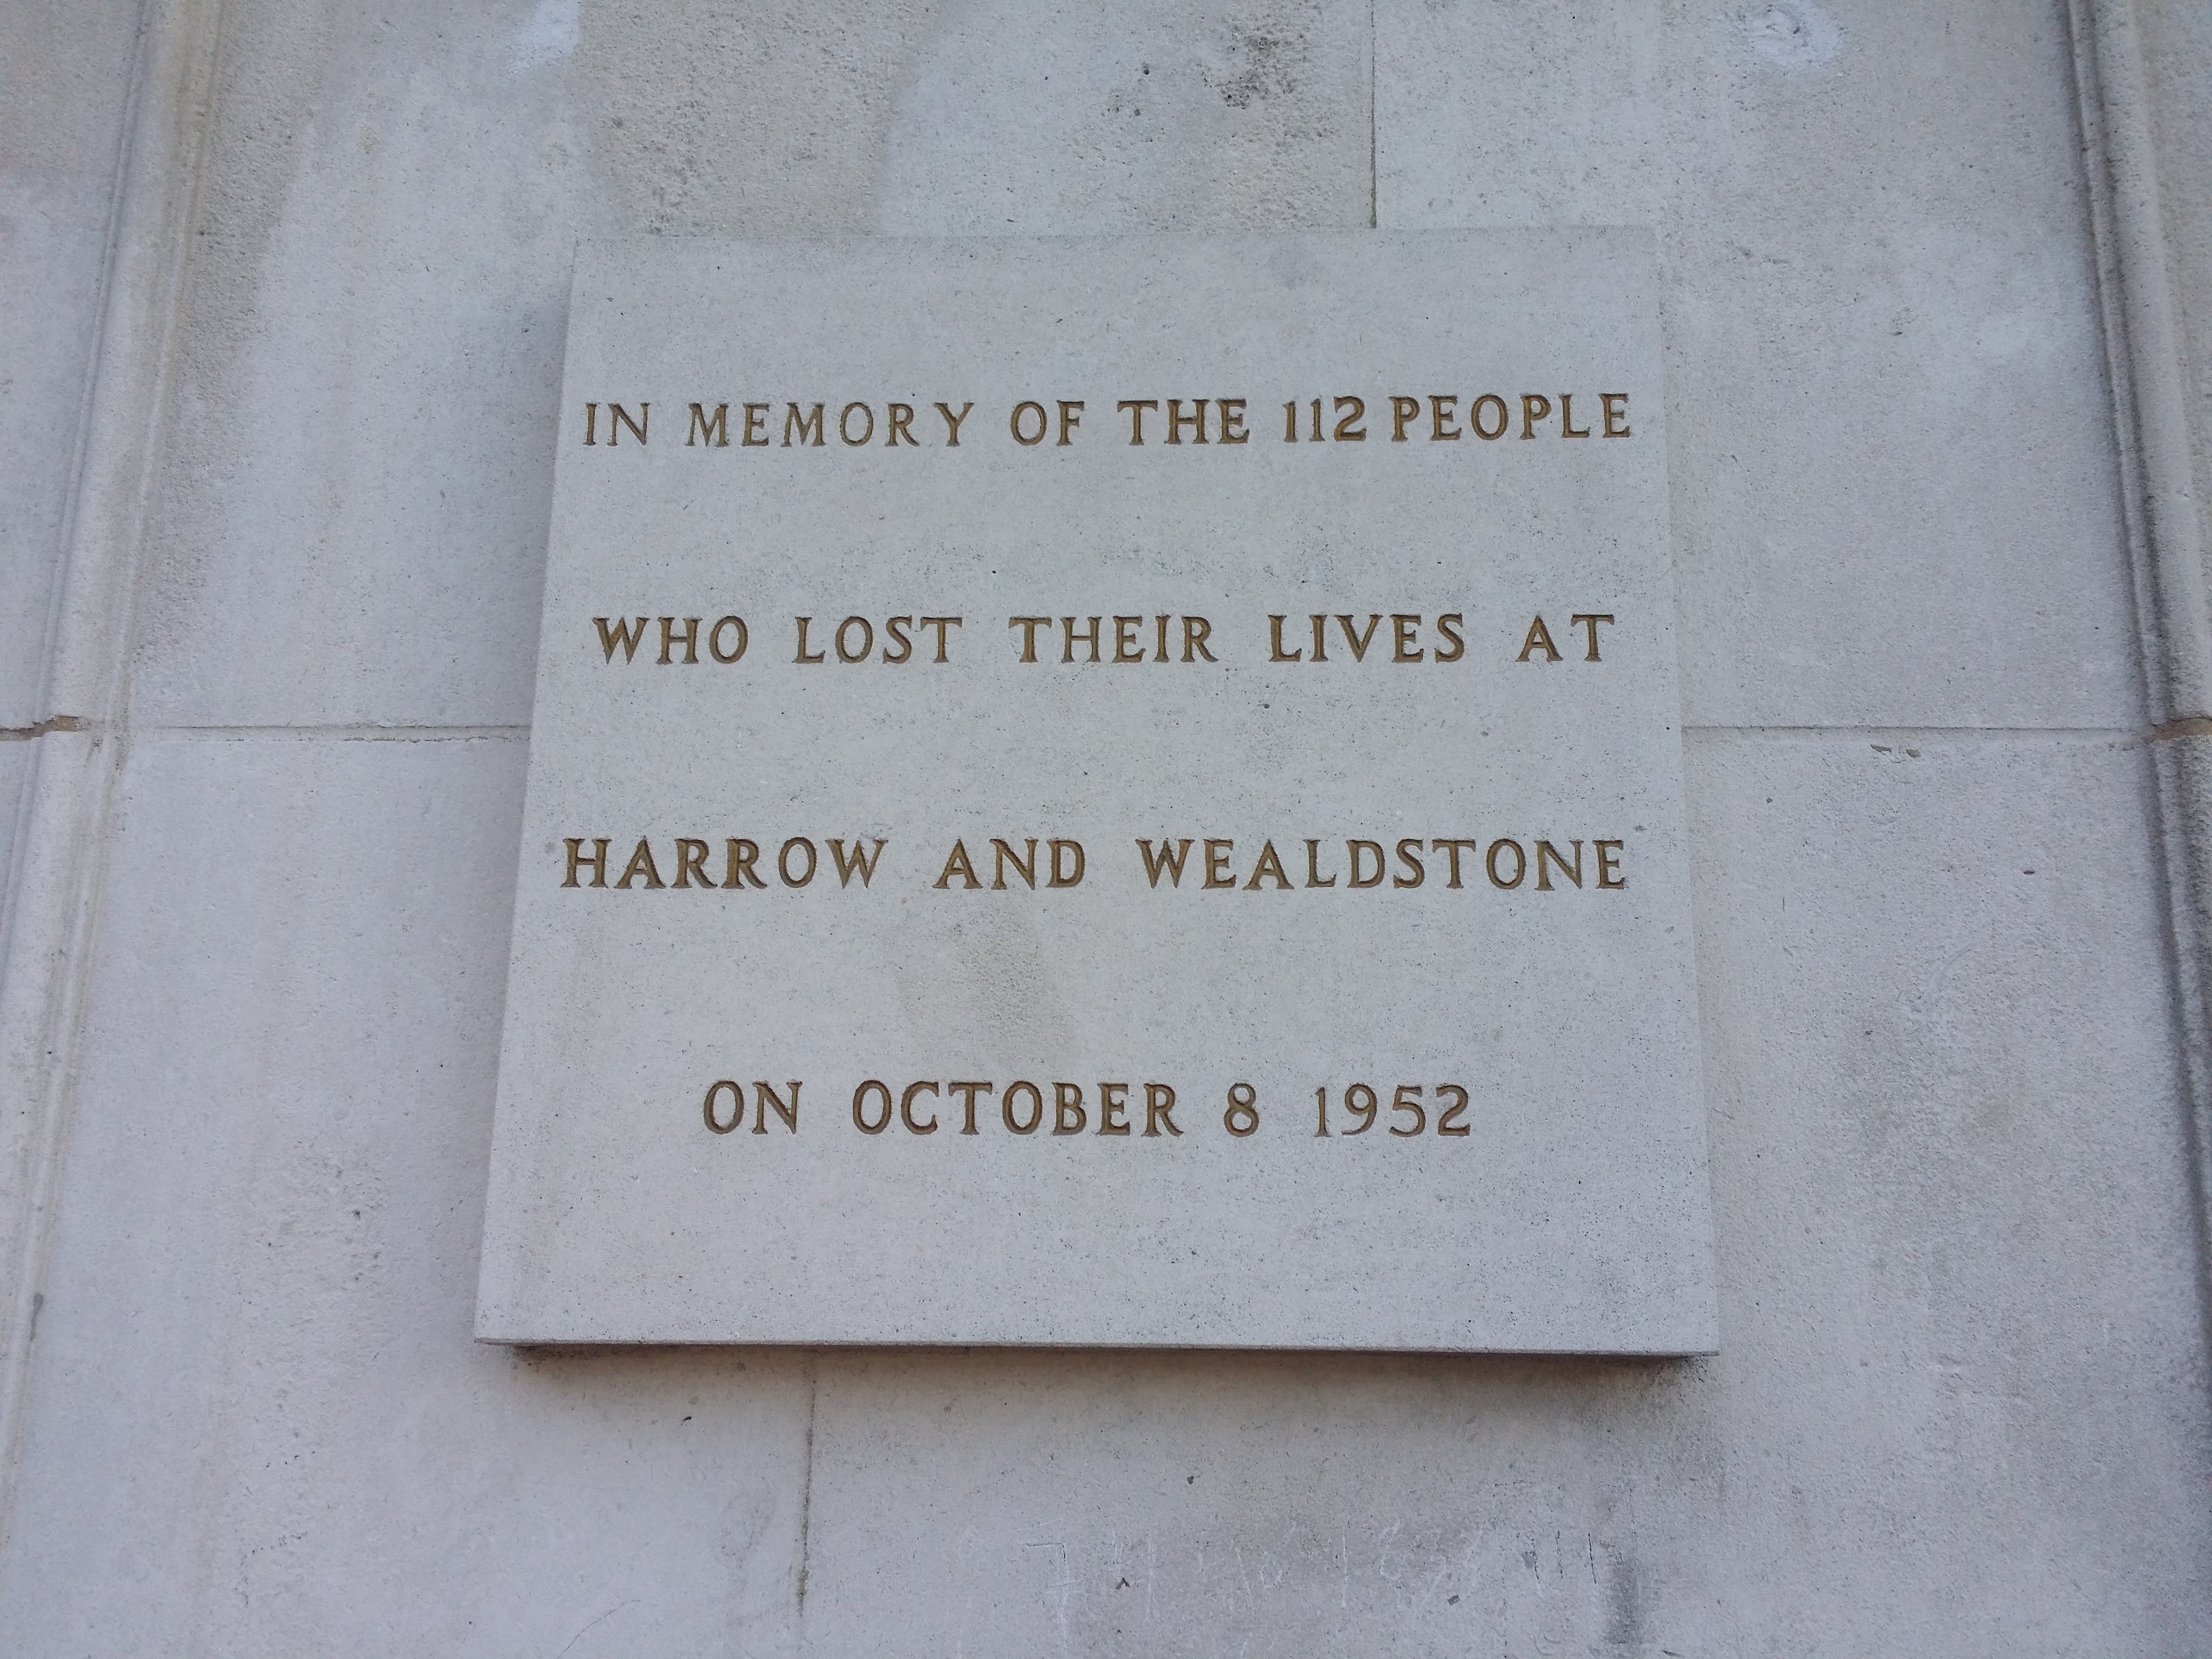 IN MEMORY OF THE 112 PEOPLE
WHO LOST THEIR LIVES AT
HARROW AND WEALDSTONE
ON OCTOBER 8 1952